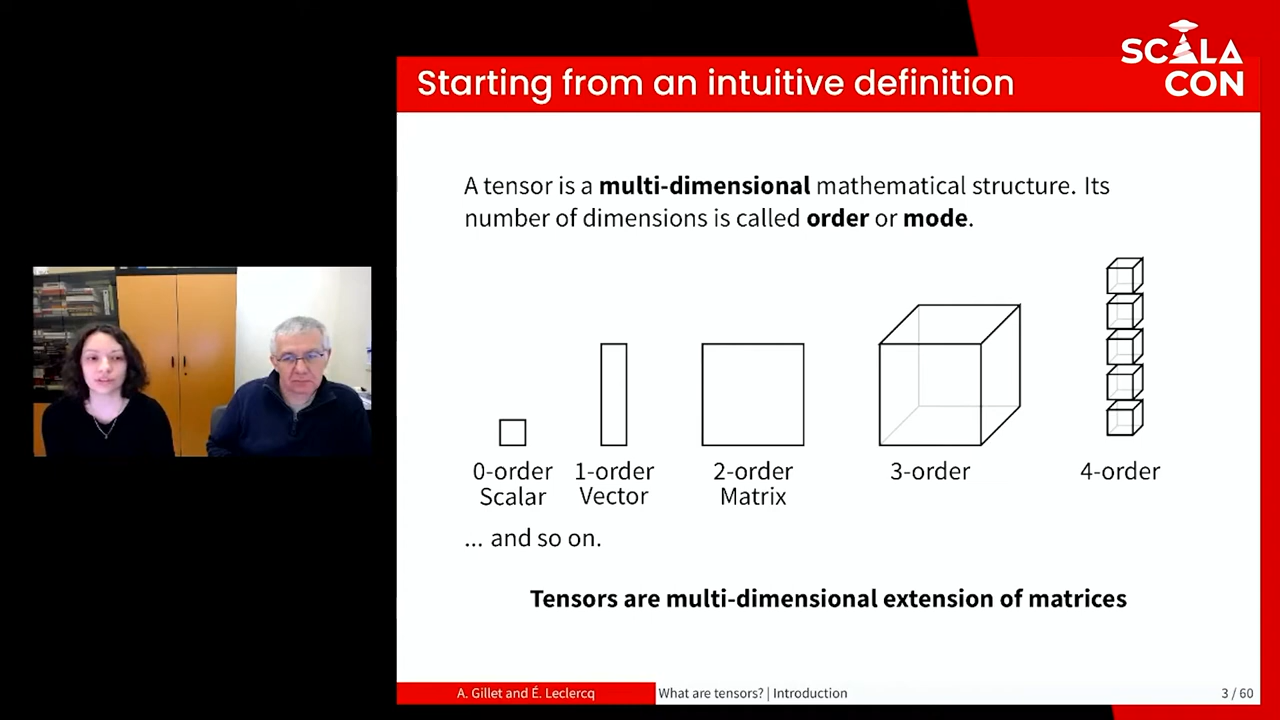 SCALA
CON
Starting from an intuitive definition
A tensor is a multi-dimensional mathematical structure. Its
number of dimensions is called order or mode.
0-order
Scalar
1-order
Vector
2-order
Matrix
3-order
4-order
... and so on.
Tensors are multi-dimensional extension of matrices
A. Gillet and É. Leclercq
What are tensors? | Introduction
3 / 60